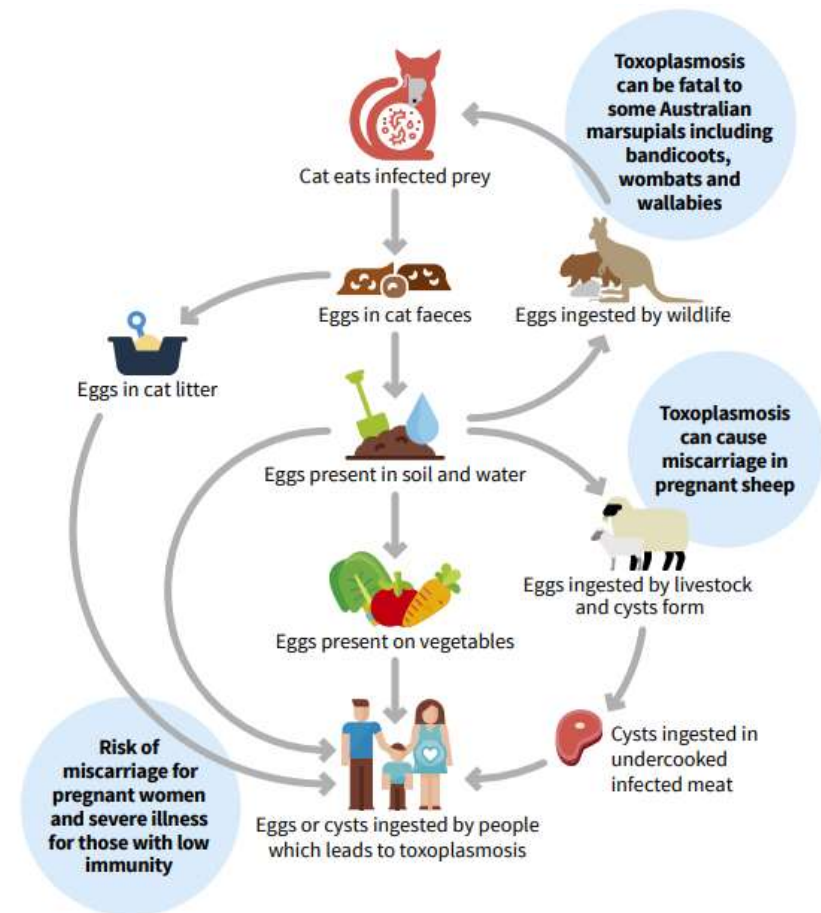 Toxoplasmosis
can be fatal to
some Australian
marsupials including
bandicoots,
wombats and
wallabies
Cat eats infected prey
Eggs in cat faeces
Eggs ingested by wildlife
Eggs in cat litter
Toxoplasmosis
can cause
miscarriage in
pregnant sheep
Eggs present in soil and water
Eggs ingested by livestock
and cysts form
Eggs present on vegetables
Cysts ingested in
undercooked
infected meat
Risk of
miscarriage for
pregnant women
and severe illness
for those with low
immunity
Eggs or cysts ingested by people
which leads to toxoplasmosis